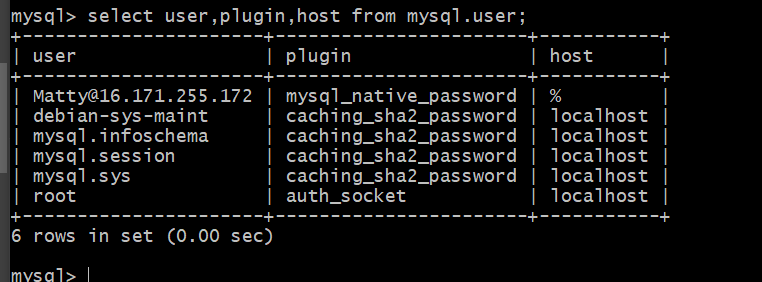 mysql> select user,plugin,host from mysql.user;
+----------------------+-----------------------+-----------+
| user                 | plugin                | host      |
+----------------------+-----------------------+-----------+
| Matty@16.171.255.172 | mysql_native_password | %         |
| debian-sys-maint     | caching_sha2_password | localhost |
| mysql.infoschema     | caching_sha2_password | localhost |
| mysql.session        | caching_sha2_password | localhost |
| mysql.sys            | caching_sha2_password | localhost |
| root                 | auth_socket           | localhost |
+----------------------+-----------------------+-----------+
6 rows in set (0.00 sec)
mysql>